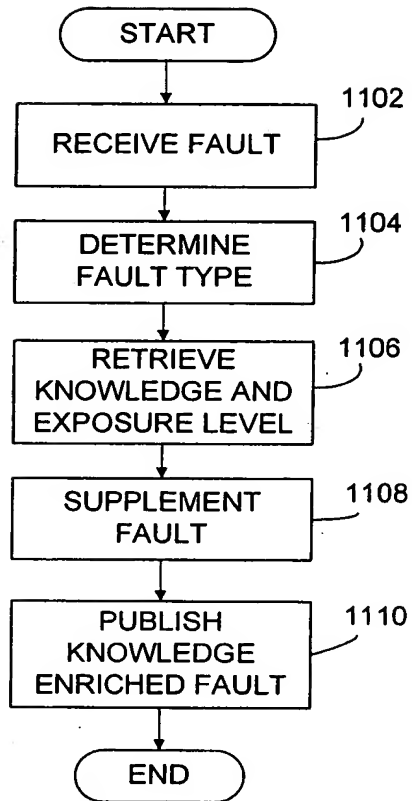 START
1102
RECEIVE FAULT
1104
DETERMINE
FAULT TYPE
1106
RETRIEVE
KNOWLEDGE AND
EXPOSURE LEVEL
1108
SUPPLEMENT
FAULT
1110
PUBLISH
KNOWLEDGE
ENRICHED FAULT
END